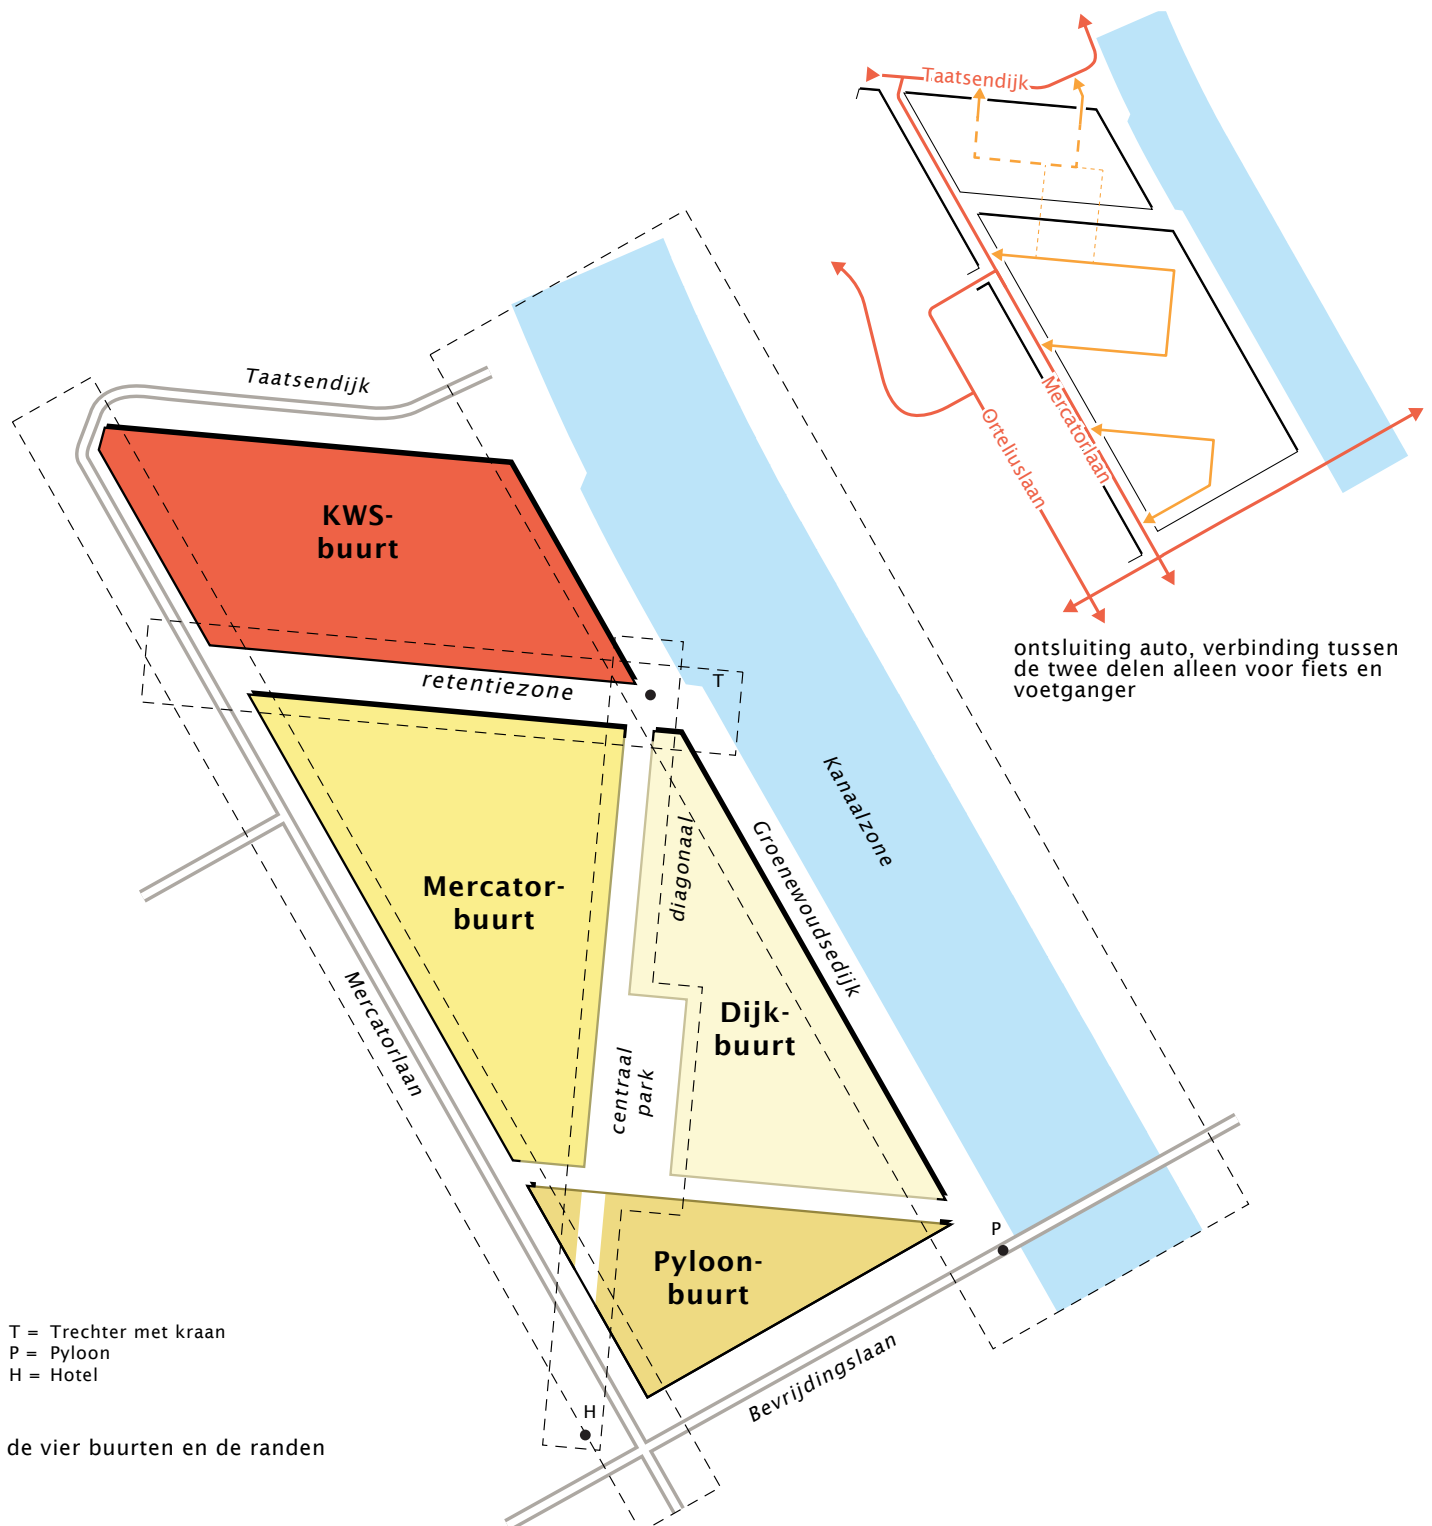 Taatsendijk
Mercatorlaan
Orteliuslaan
ontsluiting auto, verbinding tussen
de twee delen alleen voor fiets en
voetganger
Taatsendijk
KWS-
buurt
retentiezone
T
Kanaalzone
Groenewoudsedijk
diagonaal
Mercator-
buurt
Dijk-
buurt
Mercatorlaan
centraal
park
P
Pyloon-
buurt
Bevrijdingslaan
H
T = Trechter met kraan
P = Pyloon
H = Hotel
de vier buurten en de randen